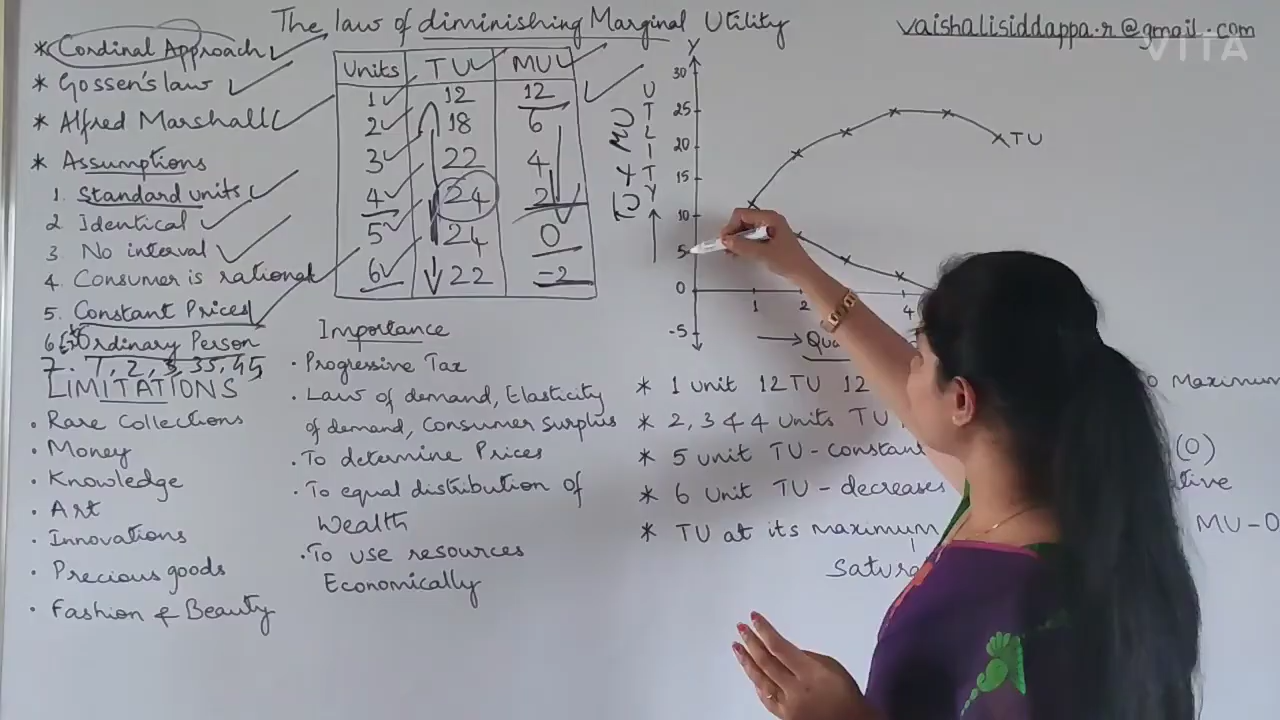 The law of diminishing Marginal Utility
vaishalisiddappa.r@gmail.com
VITA
* Cardinal Approach
* Gossen's law
* Alfred Marshall
* Assumptions
1. Standard units
2 Identical
3. No interval
4. Consumer is rational
5. Constant Prices
6 Ordinary Person
7. 1, 2, 3, 35, 45
LIMITATIONS
. Rare Collections
. Money
. Knowledge
. Art
. Innovations
. Precious goods
. Fashion & Beauty
Units TU MU
1 12 12
2 18 6
3 22 4
4 24 2
5 24 0
6 22 -2
Importance
. Progressive Tax
. Law of demand, Elasticity
of demand, Consumer surplus
. To determine Prices
. To equal distribution of
Wealth
. To use resources
Economically
Y
UTILITY
TU & MU
30
25
20
15
10
5
0
-5
TU
1 2 4
Qua
* 1 unit 12 TU 12
Maximum
* 2, 3 & 4 Units TU
* 5 unit TU - constant
(0)
* 6 Unit TU - decreases
ative
* TU at its maximum
MU-0
Satura